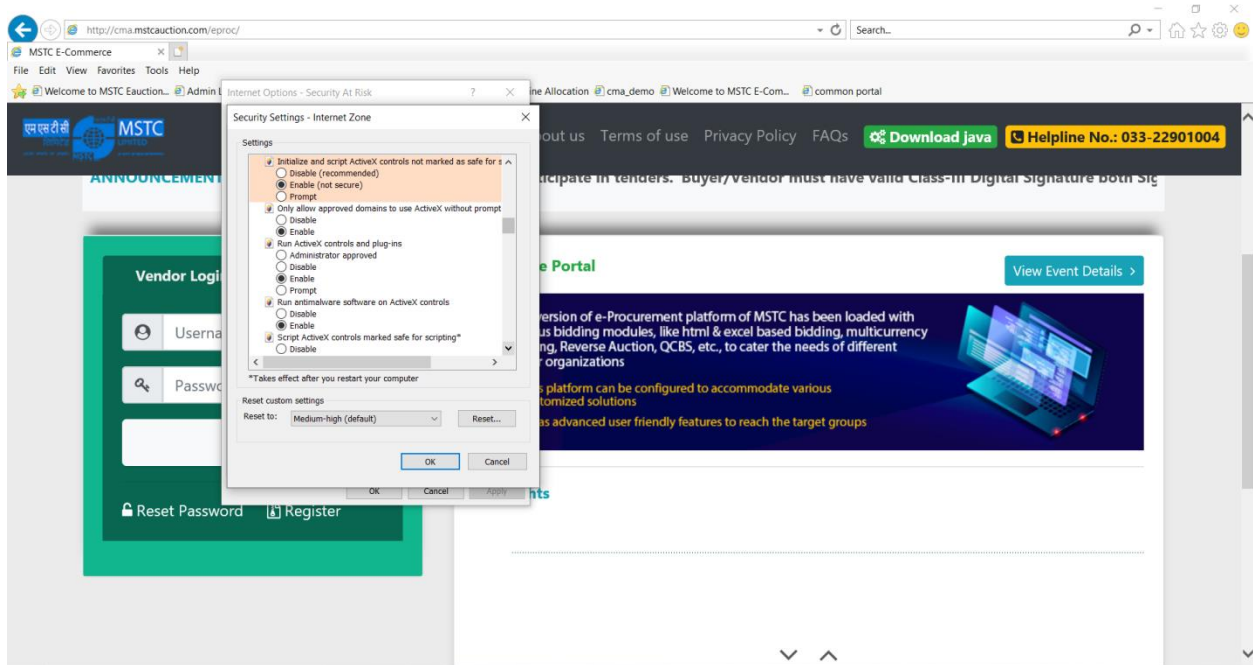 http://cma.mstcauction.com/eproc/
Search...
MSTC E-Commerce
File Edit View Favorites Tools Help
Welcome to MSTC Eauction... Admin
ne Allocation cma_demo Welcome to MSTC E-Com... common portal
Internet Options - Security At Risk ? ×
Security Settings - Internet Zone
एम एस टी सी
MSTC
LIMITED
out us Terms of use Privacy Policy FAQs Download java Helpline No.: 033-22901004
ANNOUNCEMENT
ticipate in tenders. Buyer/Vendor must have valid Class-III Digital Signature both Sig
Settings
Initialize and script ActiveX controls not marked as safe for s
Disable (recommended)
Enable (not secure)
Prompt
Only allow approved domains to use ActiveX without prompt
Disable
Enable
Run ActiveX controls and plug-ins
Administrator approved
Disable
Enable
Prompt
Run antimalware software on ActiveX controls
Disable
Enable
Script ActiveX controls marked safe for scripting*
Disable
*Takes effect after you restart your computer
Reset custom settings
Reset to: Medium-high (default) Reset...
OK Cancel
OK Cancel Apply
Vendor Logi
Userna
Passwo
Reset Password Register
e Portal
View Event Details >
version of e-Procurement platform of MSTC has been loaded with
us bidding modules, like html & excel based bidding, multicurrency
ng, Reverse Auction, QCBS, etc., to cater the needs of different
r organizations
s platform can be configured to accommodate various
tomized solutions
as advanced user friendly features to reach the target groups
hts